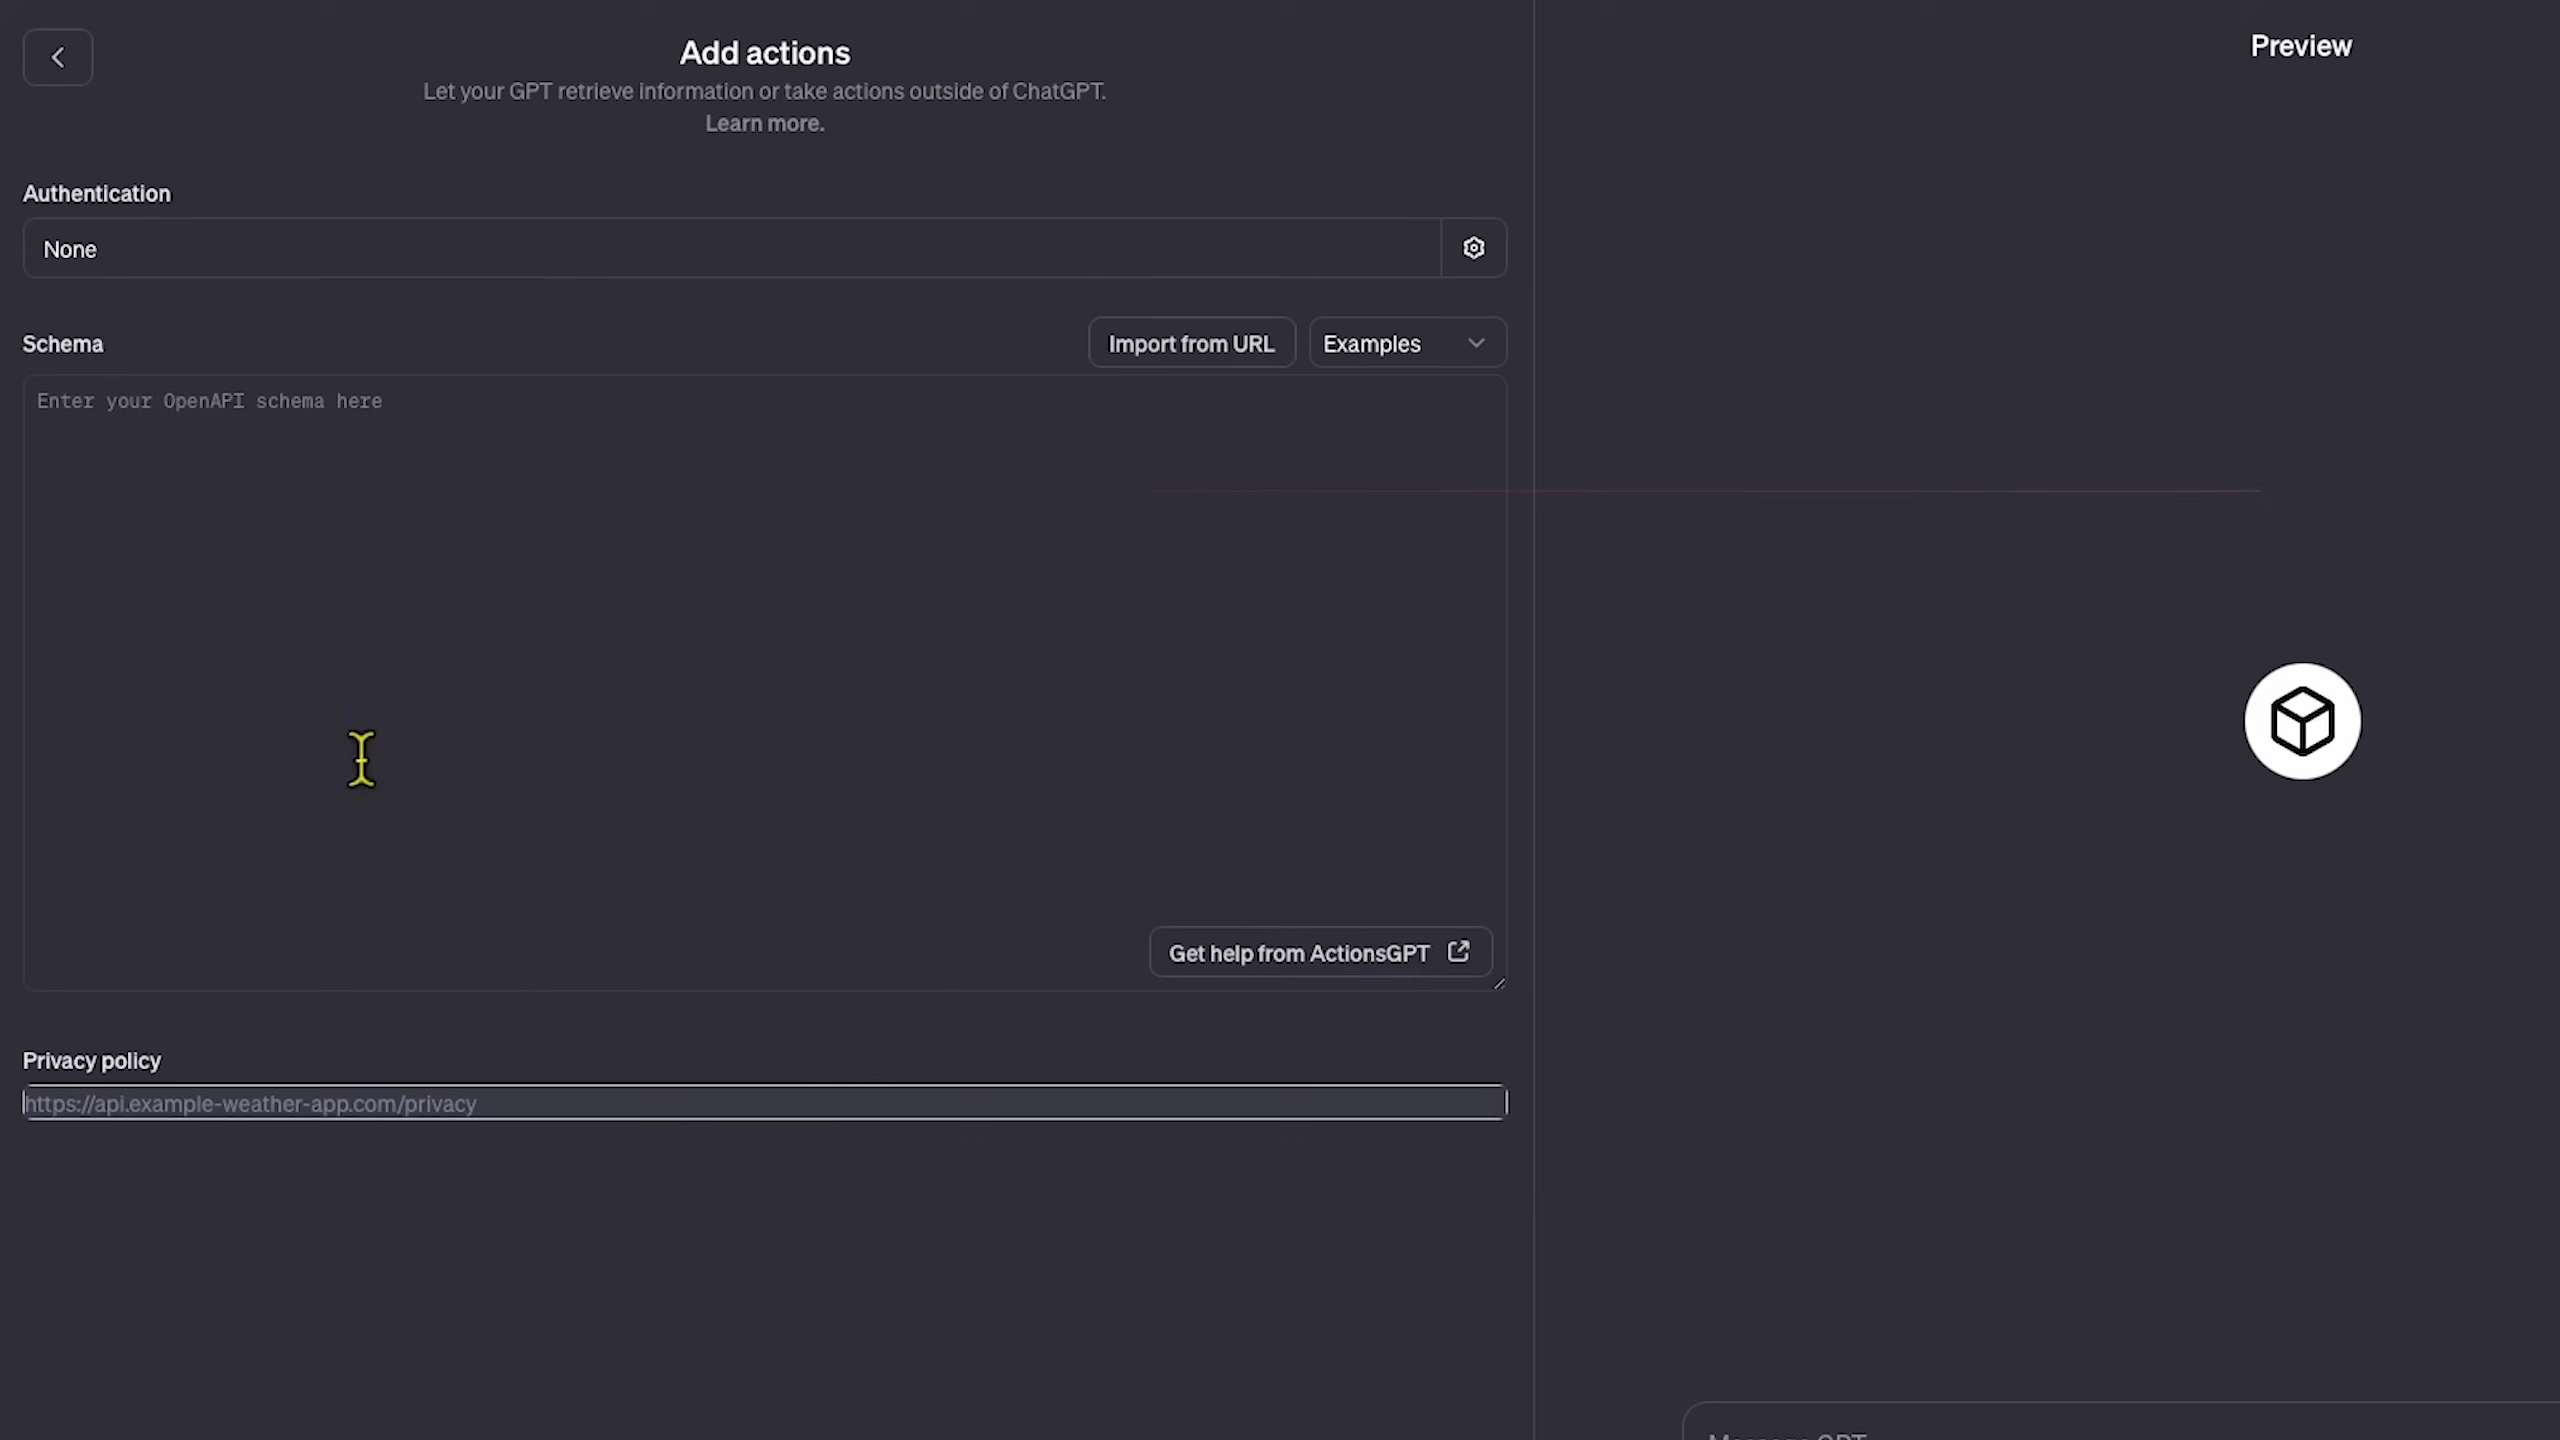 Add actions
Let your GPT retrieve information or take actions outside of ChatGPT.
Learn more.
Authentication
None
Schema
Import from URL
Examples
Enter your OpenAPI schema here
Get help from ActionsGPT
Privacy policy
https://api.example-weather-app.com/privacy
Preview